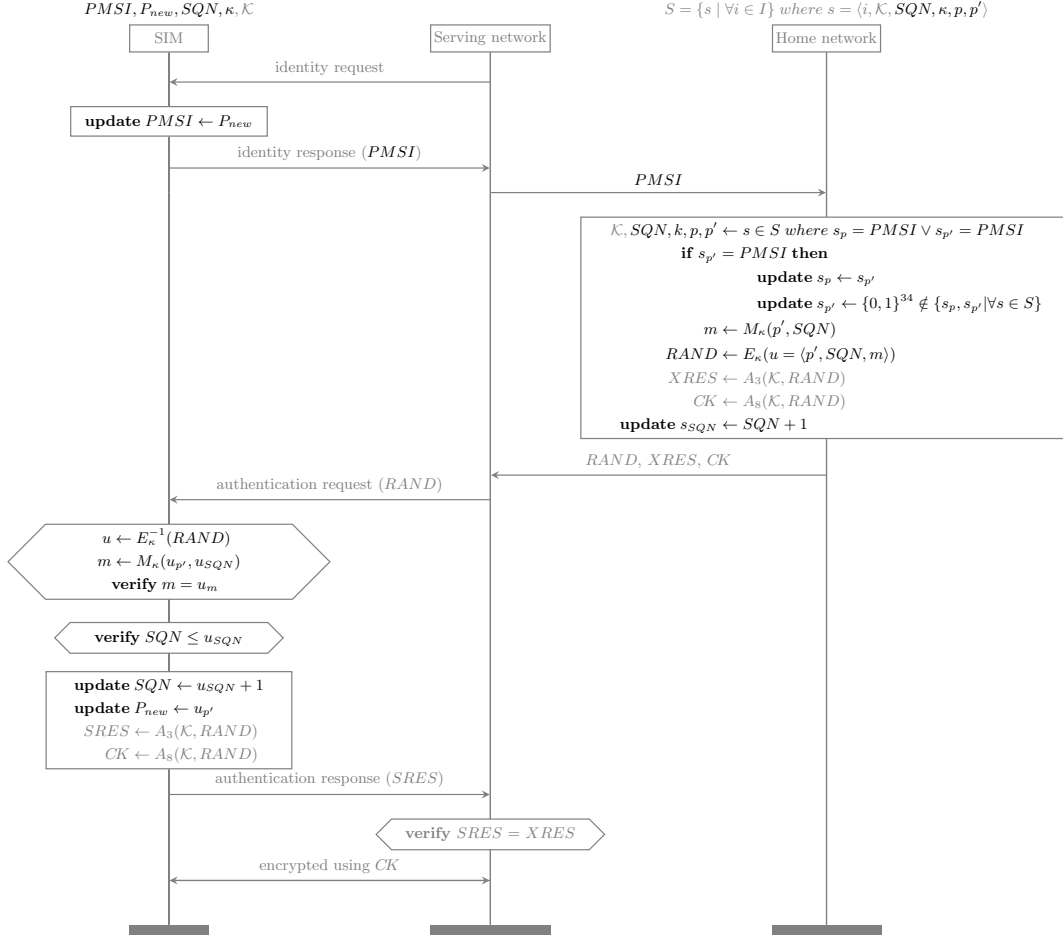 PMSI, P_new, SQN, κ, 𝒦
S = {s | ∀i ∈ I} where s = ⟨i, 𝒦, SQN, κ, p, p′⟩
SIM
Serving network
Home network
identity request
update PMSI ← P_new
identity response (PMSI)
PMSI
𝒦, SQN, k, p, p′ ← s ∈ S where s_p = PMSI ∨ s_p′ = PMSI
if s_p′ = PMSI then
update s_p ← s_p′
update s_p′ ← {0, 1}^34 ∉ {s_p, s_p′|∀s ∈ S}
m ← M_κ(p′, SQN)
RAND ← E_κ(u = ⟨p′, SQN, m⟩)
XRES ← A_3(𝒦, RAND)
CK ← A_8(𝒦, RAND)
update s_SQN ← SQN + 1
RAND, XRES, CK
authentication request (RAND)
u ← E_κ^−1(RAND)
m ← M_κ(u_p′, u_SQN)
verify m = u_m
verify SQN ≤ u_SQN
update SQN ← u_SQN + 1
update P_new ← u_p′
SRES ← A_3(𝒦, RAND)
CK ← A_8(𝒦, RAND)
authentication response (SRES)
verify SRES = XRES
encrypted using CK